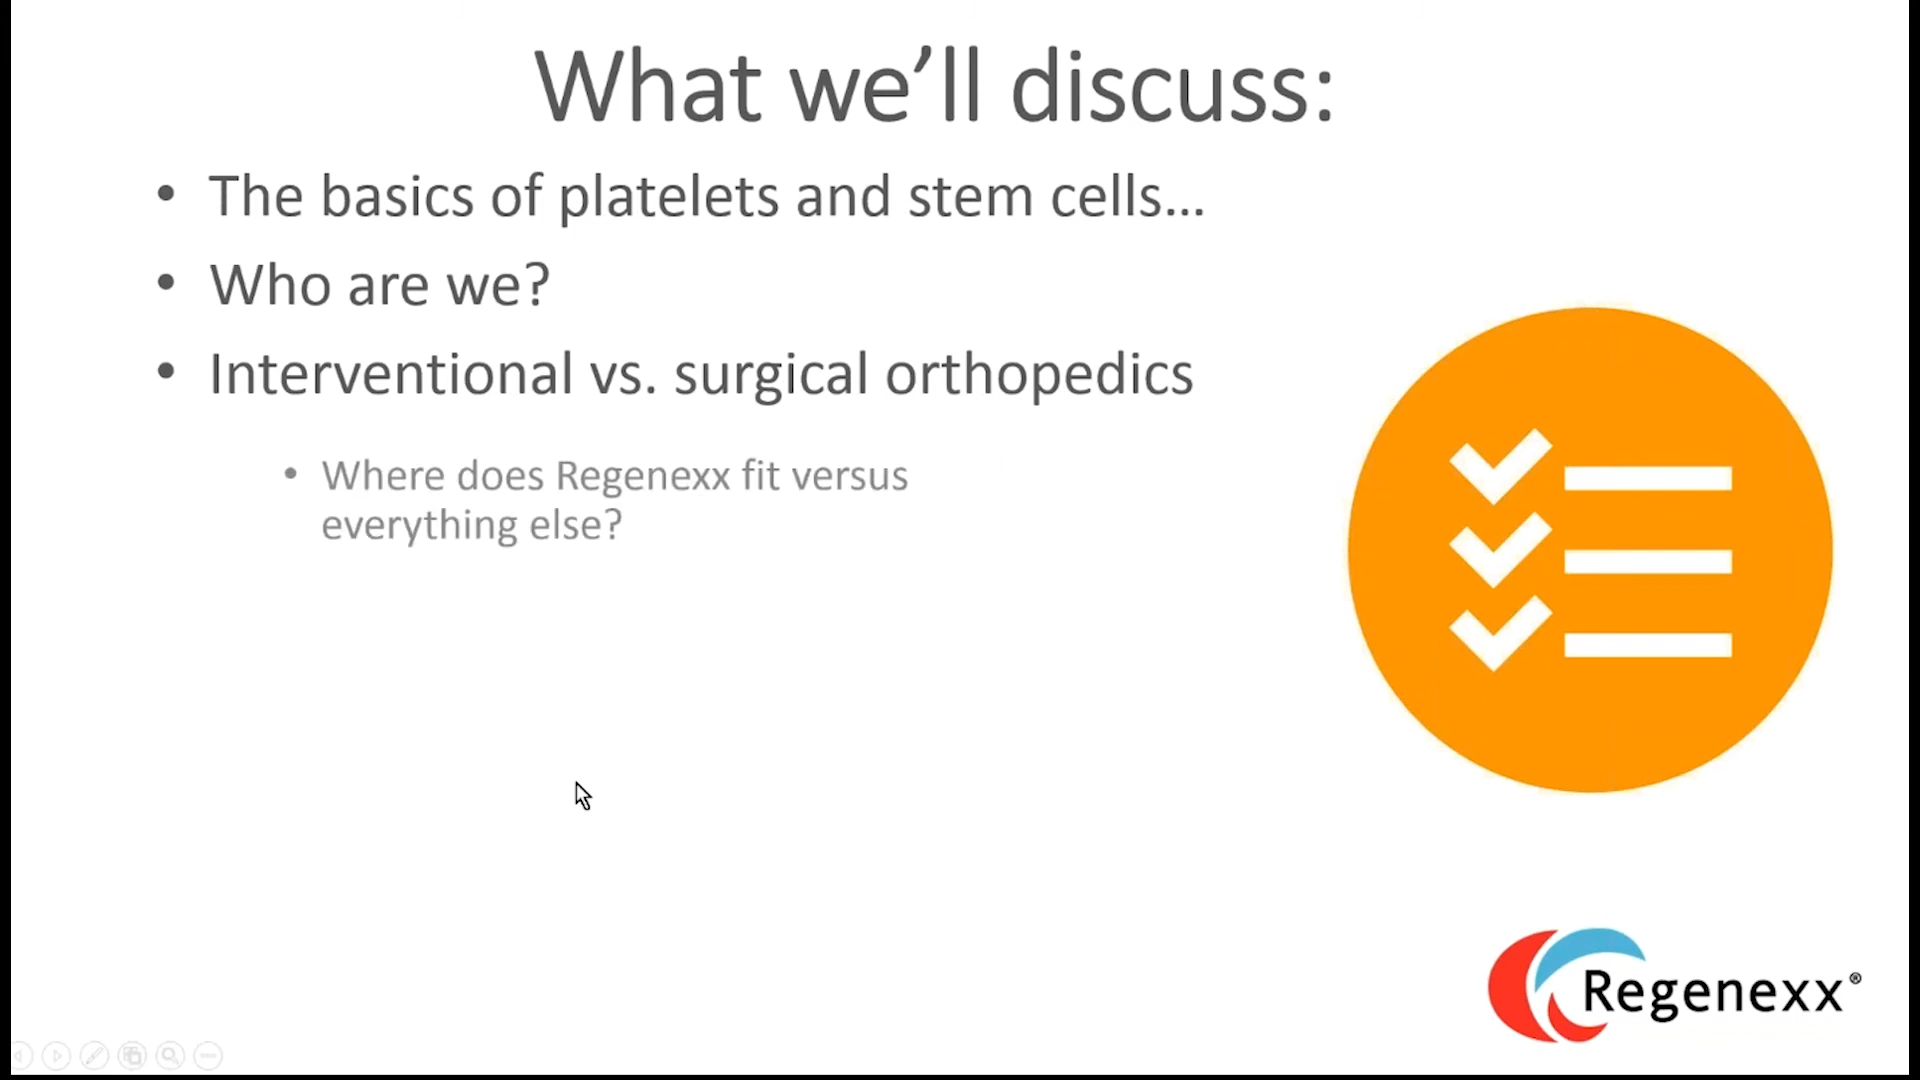 What we’ll discuss:
• The basics of platelets and stem cells...
• Who are we?
• Interventional vs. surgical orthopedics
• Where does Regenexx fit versus
everything else?
Regenexx®